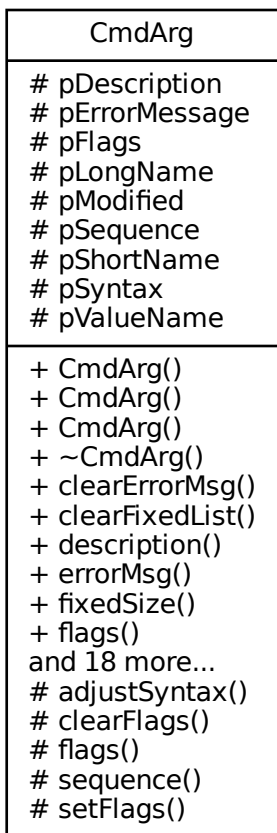 CmdArg
# pDescription
# pErrorMessage
# pFlags
# pLongName
# pModified
# pSequence
# pShortName
# pSyntax
# pValueName
+ CmdArg()
+ CmdArg()
+ CmdArg()
+ ~CmdArg()
+ clearErrorMsg()
+ clearFixedList()
+ description()
+ errorMsg()
+ fixedSize()
+ flags()
and 18 more...
# adjustSyntax()
# clearFlags()
# flags()
# sequence()
# setFlags()